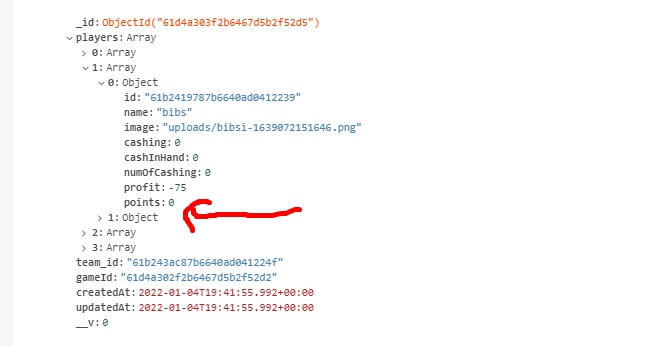 _id: ObjectId("61d4a303f2b6467d5b2f52d5")
players: Array
0: Array
1: Array
0: Object
id: "61b2419787b6640ad0412239"
name: "bibs"
image: "uploads/bibsi-1639072151646.png"
cashing: 0
cashInHand: 0
numOfCashing: 0
profit: -75
points: 0
1: Object
2: Array
3: Array
team_id: "61b243ac87b6640ad041224f"
gameId: "61d4a302f2b6467d5b2f52d2"
createdAt: 2022-01-04T19:41:55.992+00:00
updatedAt: 2022-01-04T19:41:55.992+00:00
__v: 0